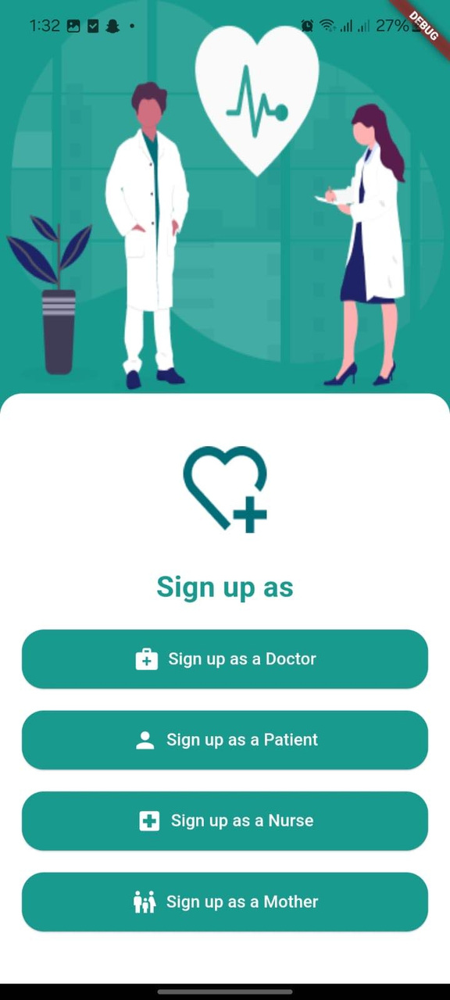 1:32
27%
DEBUG
Sign up as
Sign up as a Doctor
Sign up as a Patient
Sign up as a Nurse
Sign up as a Mother